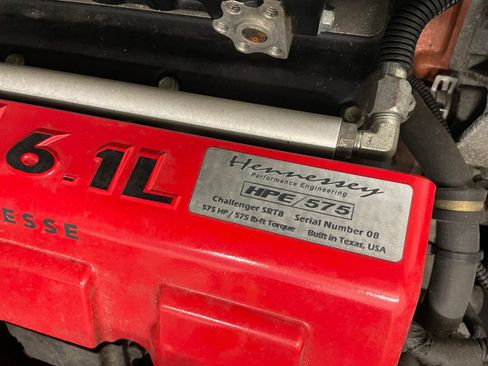 6.1L
ESSE
Hennessey
Performance Engineering
HPE/575
Challenger SRT8 Serial Number 08
575 HP / 575 lb-ft Torque Built in Texas, USA